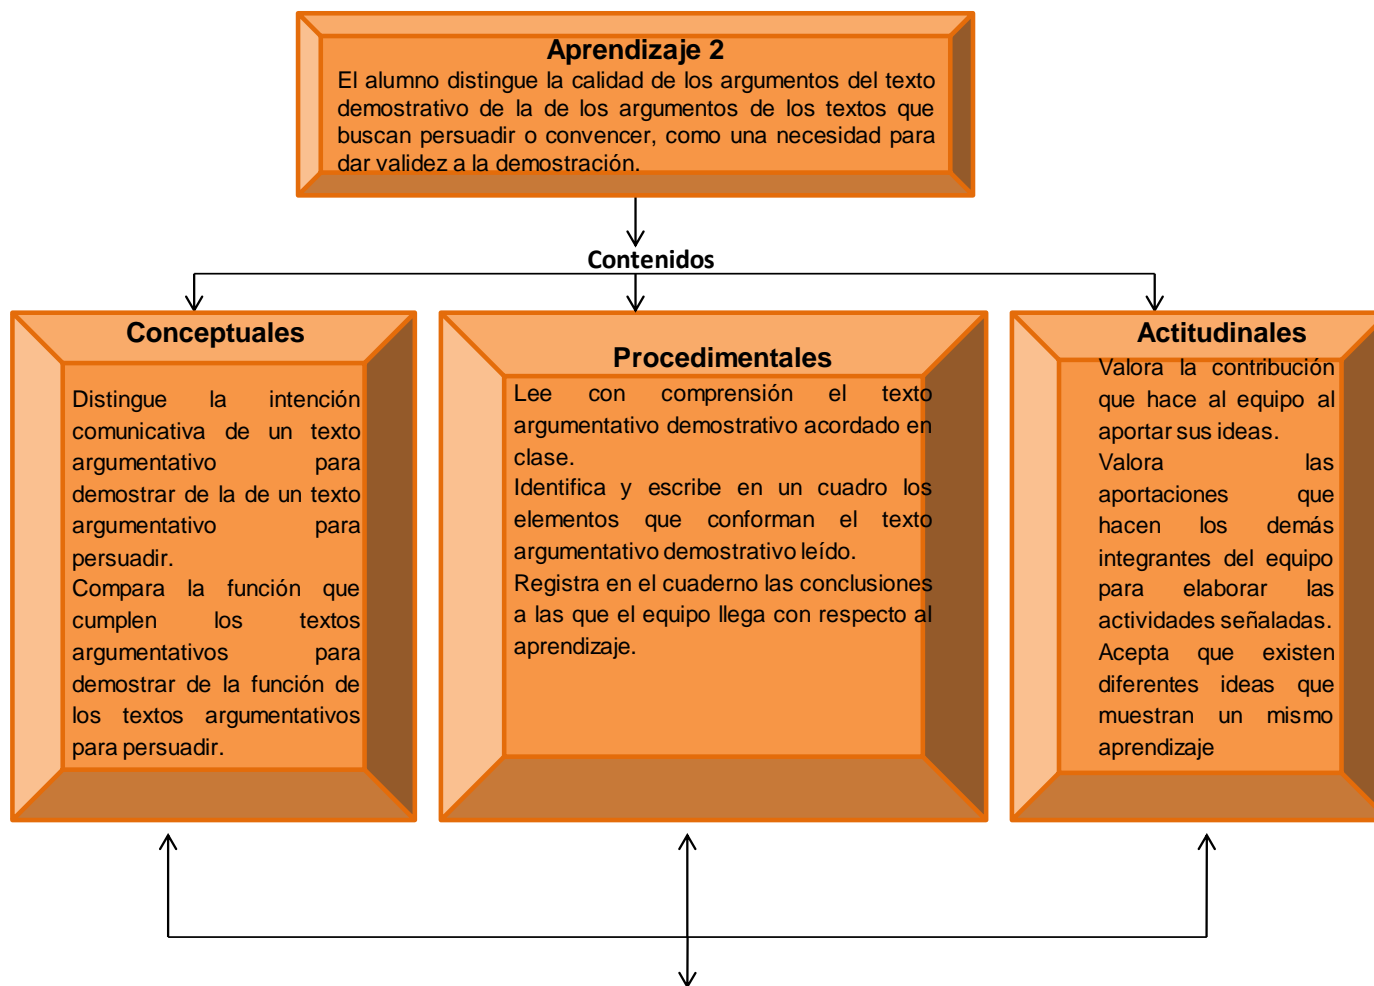 Aprendizaje 2
El alumno distingue la calidad de los argumentos del texto
demostrativo de la de los argumentos de los textos que
buscan persuadir o convencer, como una necesidad para
dar validez a la demostración.
Contenidos
Conceptuales
Distingue la intención
comunicativa de un texto
argumentativo para
demostrar de la de un texto
argumentativo para
persuadir.
Compara la función que
cumplen los textos
argumentativos para
demostrar de la función de
los textos argumentativos
para persuadir.
Procedimentales
Lee con comprensión el texto
argumentativo demostrativo acordado en
clase.
Identifica y escribe en un cuadro los
elementos que conforman el texto
argumentativo demostrativo leído.
Registra en el cuaderno las conclusiones
a las que el equipo llega con respecto al
aprendizaje.
Actitudinales
Valora la contribución
que hace al equipo al
aportar sus ideas.
Valora las
aportaciones que
hacen los demás
integrantes del equipo
para elaborar las
actividades señaladas.
Acepta que existen
diferentes ideas que
muestran un mismo
aprendizaje